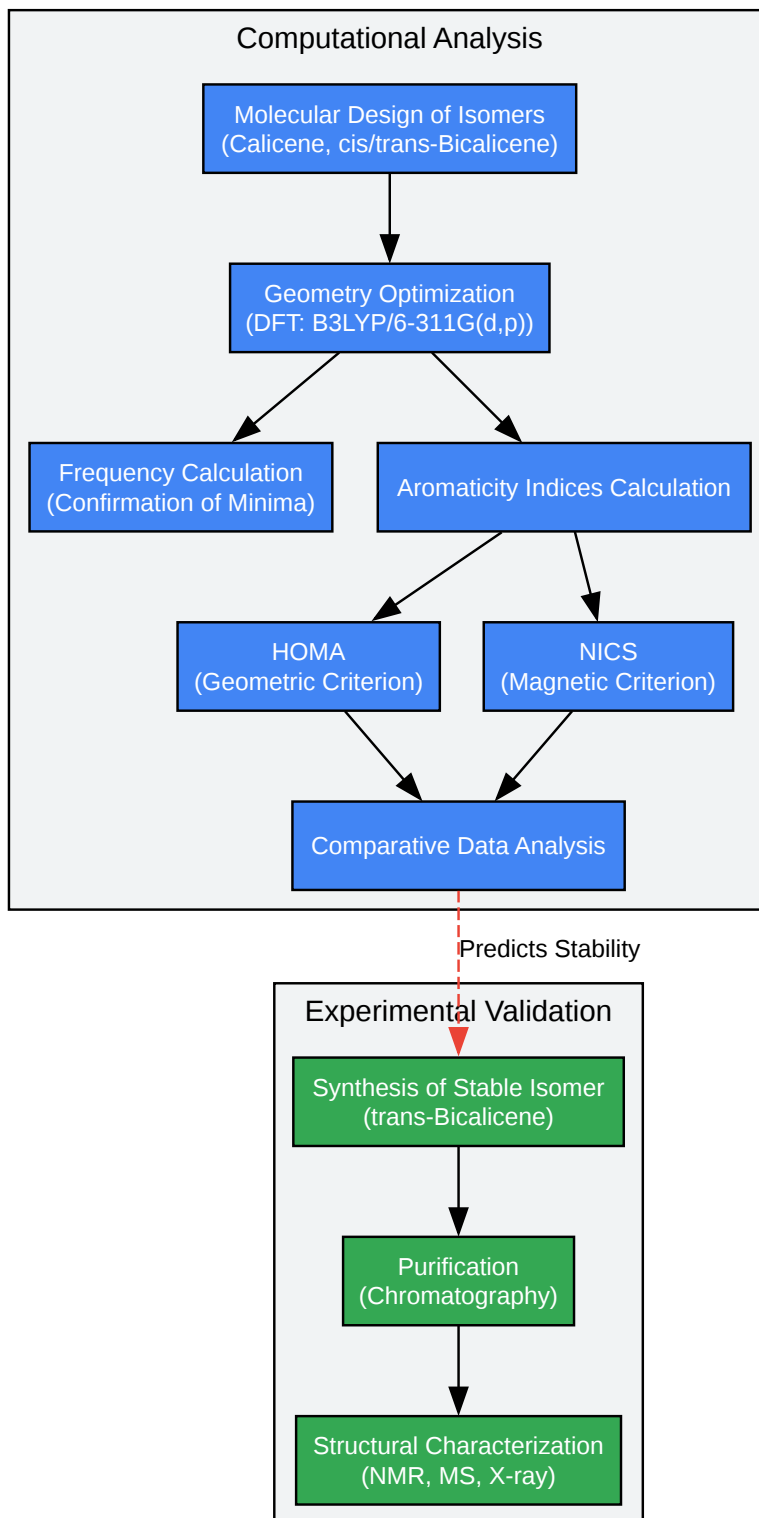 Computational Analysis
Molecular Design of Isomers
(Calicene, cis/trans-Bicalicene)
Geometry Optimization
(DFT: B3LYP/6-311G(d,p))
Frequency Calculation
(Confirmation of Minima)
Aromaticity Indices Calculation
HOMA
(Geometric Criterion)
NICS
(Magnetic Criterion)
Comparative Data Analysis
Predicts Stability
Experimental Validation
Synthesis of Stable Isomer
(trans-Bicalicene)
Purification
(Chromatography)
Structural Characterization
(NMR, MS, X-ray)